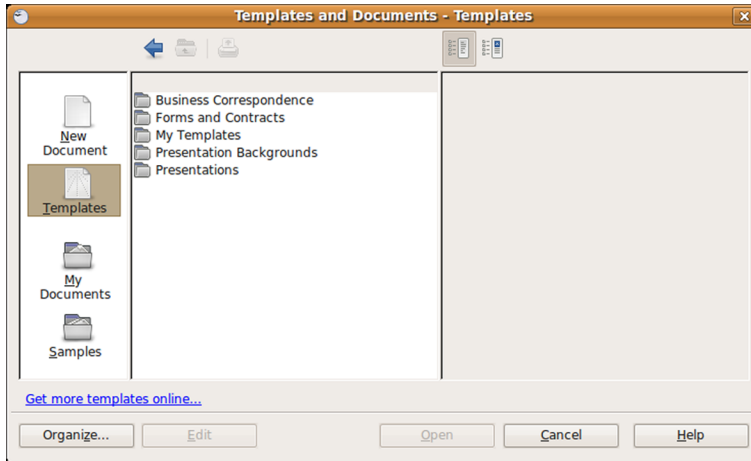 Templates and Documents - Templates
New
Document
Templates
My
Documents
Samples
Business Correspondence
Forms and Contracts
My Templates
Presentation Backgrounds
Presentations
Get more templates online...
Organize...
Edit
Open
Cancel
Help